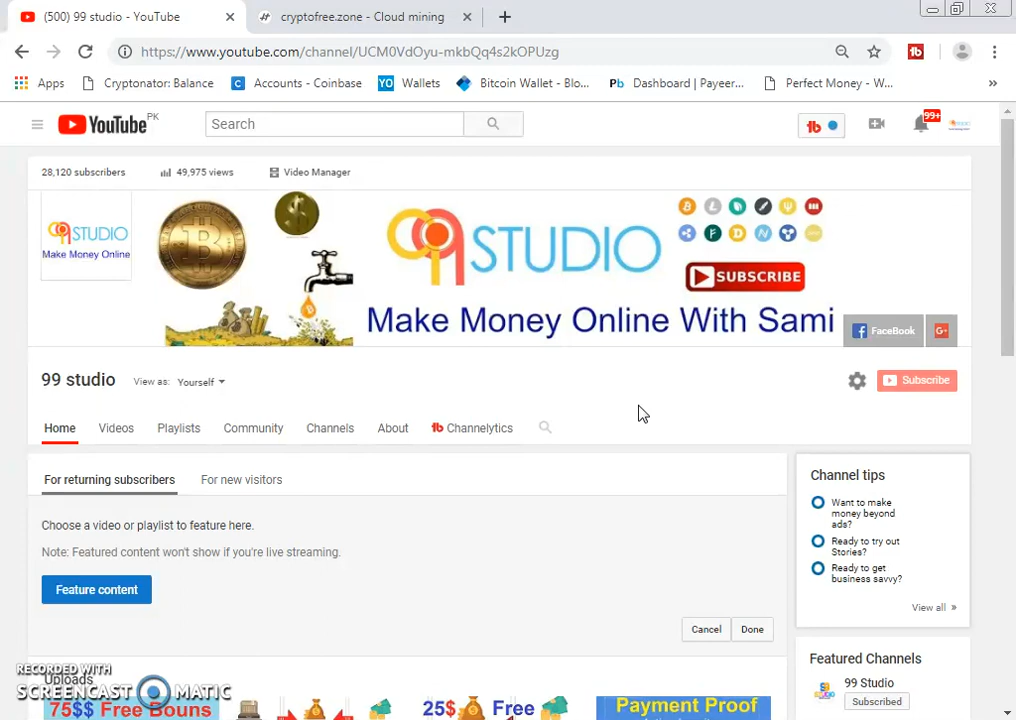 (500) 99 studio - YouTube
cryptofree.zone - Cloud mining
https://www.youtube.com/channel/UCM0VdOyu-mkbQq4s2kOPUzg
Apps
Cryptonator: Balance
Accounts - Coinbase
Wallets
Bitcoin Wallet - Blo...
Dashboard | Payeer...
Perfect Money - W...
YouTube PK
Search
99+
28,120 subscribers
49,975 views
Video Manager
99 STUDIO
Make Money Online
99 STUDIO
SUBSCRIBE
Make Money Online With Sami
FaceBook
G+
99 studio
View as: Yourself
Subscribe
Home
Videos
Playlists
Community
Channels
About
Channelytics
For returning subscribers
For new visitors
Choose a video or playlist to feature here.
Note: Featured content won't show if you're live streaming.
Feature content
Cancel
Done
Channel tips
Want to make
money beyond
ads?
Ready to try out
Stories?
Ready to get
business savvy?
View all »
Featured Channels
99 Studio
Subscribed
RECORDED WITH
SCREENCAST MATIC
Uploads
75$$ Free Bouns
25$ Free
Payment Proof